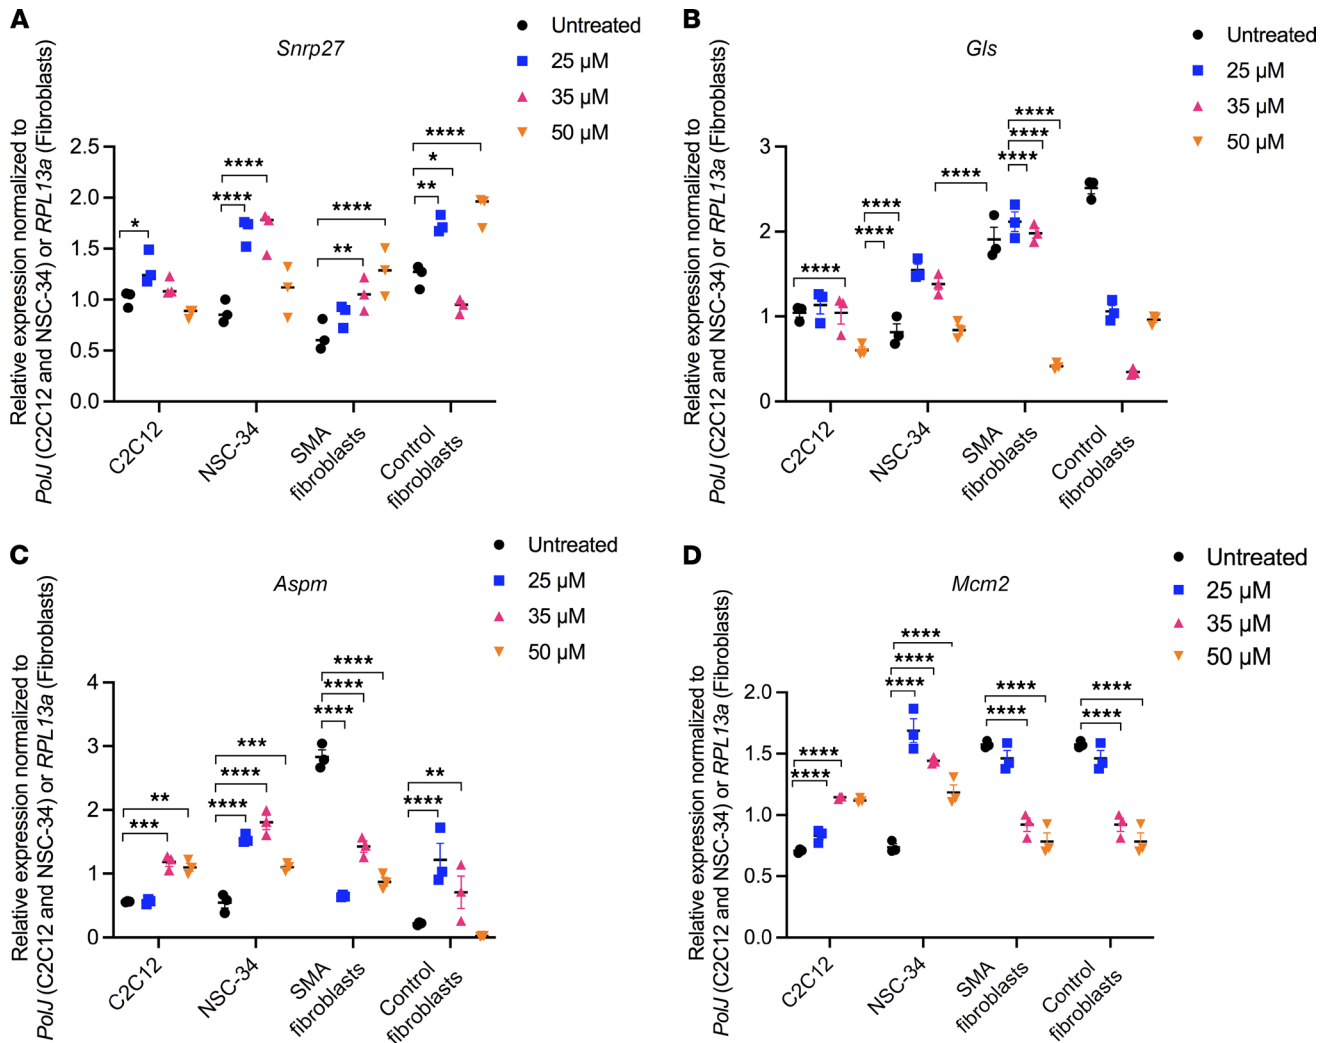 A
Snrp27
Untreated
25 µM
35 µM
50 µM
Relative expression normalized to
PolJ (C2C12 and NSC-34) or RPL13a (Fibroblasts)
2.5
2.0
1.5
1.0
0.5
0.0
*
****
****
****
**
****
*
**
C2C12
NSC-34
SMA
fibroblasts
Control
fibroblasts
B
Gls
Untreated
25 µM
35 µM
50 µM
Relative expression normalized to
PolJ (C2C12 and NSC-34) or RPL13a (Fibroblasts)
3
2
1
0
****
****
****
****
****
****
****
C2C12
NSC-34
SMA
fibroblasts
Control
fibroblasts
C
Aspm
Untreated
25 µM
35 µM
50 µM
Relative expression normalized to
PolJ (C2C12 and NSC-34) or RPL13a (Fibroblasts)
4
3
2
1
0
**
***
***
****
****
****
****
****
**
****
C2C12
NSC-34
SMA
fibroblasts
Control
fibroblasts
D
Mcm2
Untreated
25 µM
35 µM
50 µM
Relative expression normalized to
PolJ (C2C12 and NSC-34) or RPL13a (Fibroblasts)
2.0
1.5
1.0
0.5
0.0
****
****
****
****
****
****
****
****
****
C2C12
NSC-34
SMA
fibroblasts
Control
fibroblasts